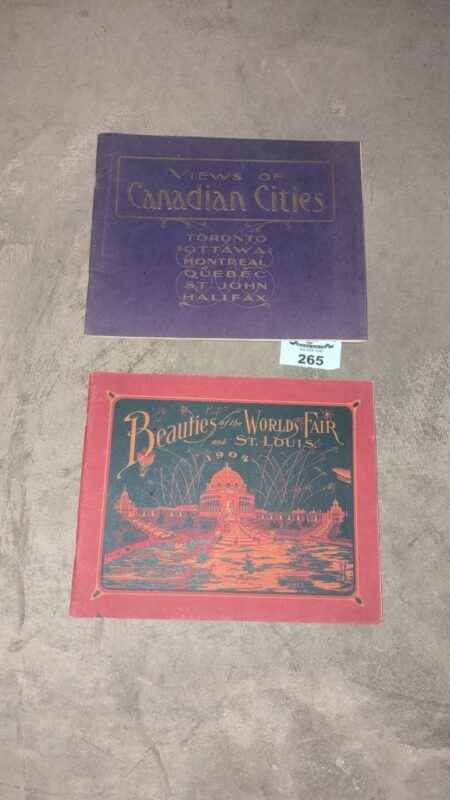 VIEWS OF
Canadian Cities
TORONTO
OTTAWA
MONTREAL
QUEBEC
ST. JOHN
HALIFAX
265
Beauties of the WORLDS FAIR
and ST. LOUIS.
1904